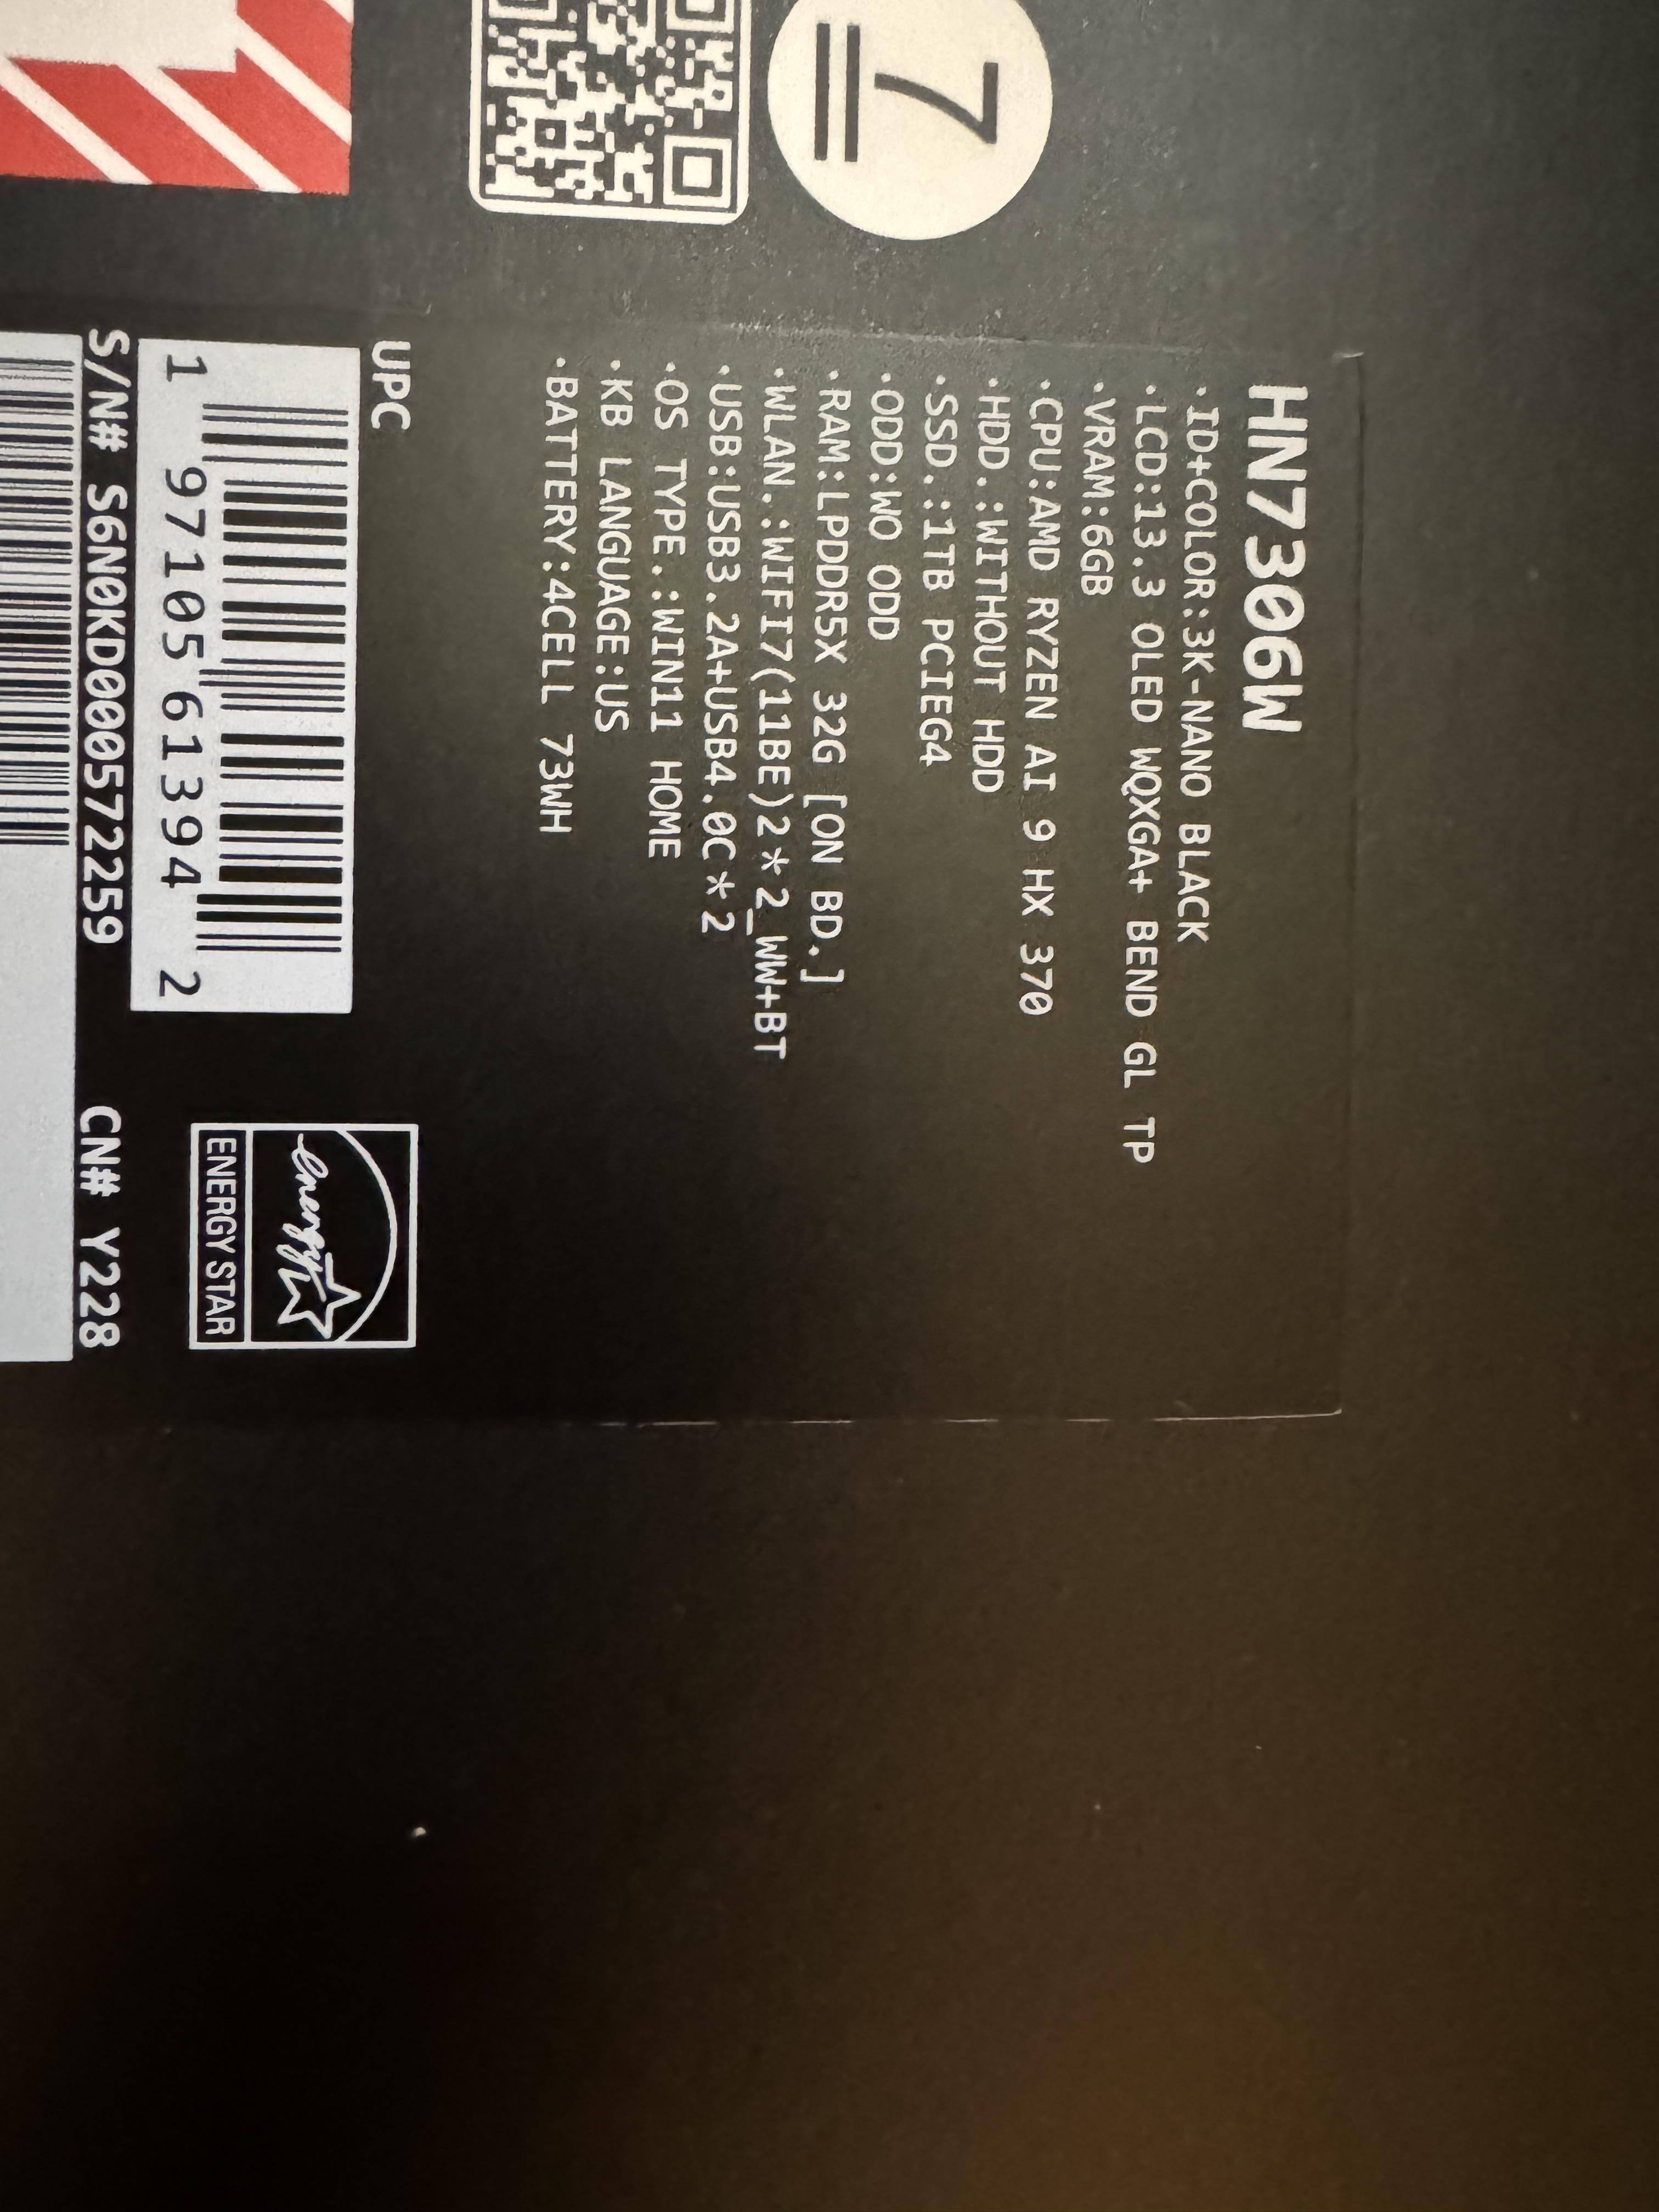 7
HN7306W
·ID+COLOR:3K-NANO BLACK
·LCD:13.3 OLED WQXGA+ BEND GL TP
·VRAM:6GB
·CPU:AMD RYZEN AI 9 HX 370
·HDD.:WITHOUT HDD
·SSD.:1TB PCIEG4
·ODD:WO ODD
·RAM:LPDDR5X 32G [ON BD.]
·WLAN.:WIFI7(11BE)2*2_WW+BT
·USB:USB3.2A+USB4.0C*2
·OS TYPE.:WIN11 HOME
·KB LANGUAGE:US
·BATTERY:4CELL 73WH
UPC
1 97105 61394 2
energy
ENERGY STAR
S/N# S6N0KD000572259 CN# Y228